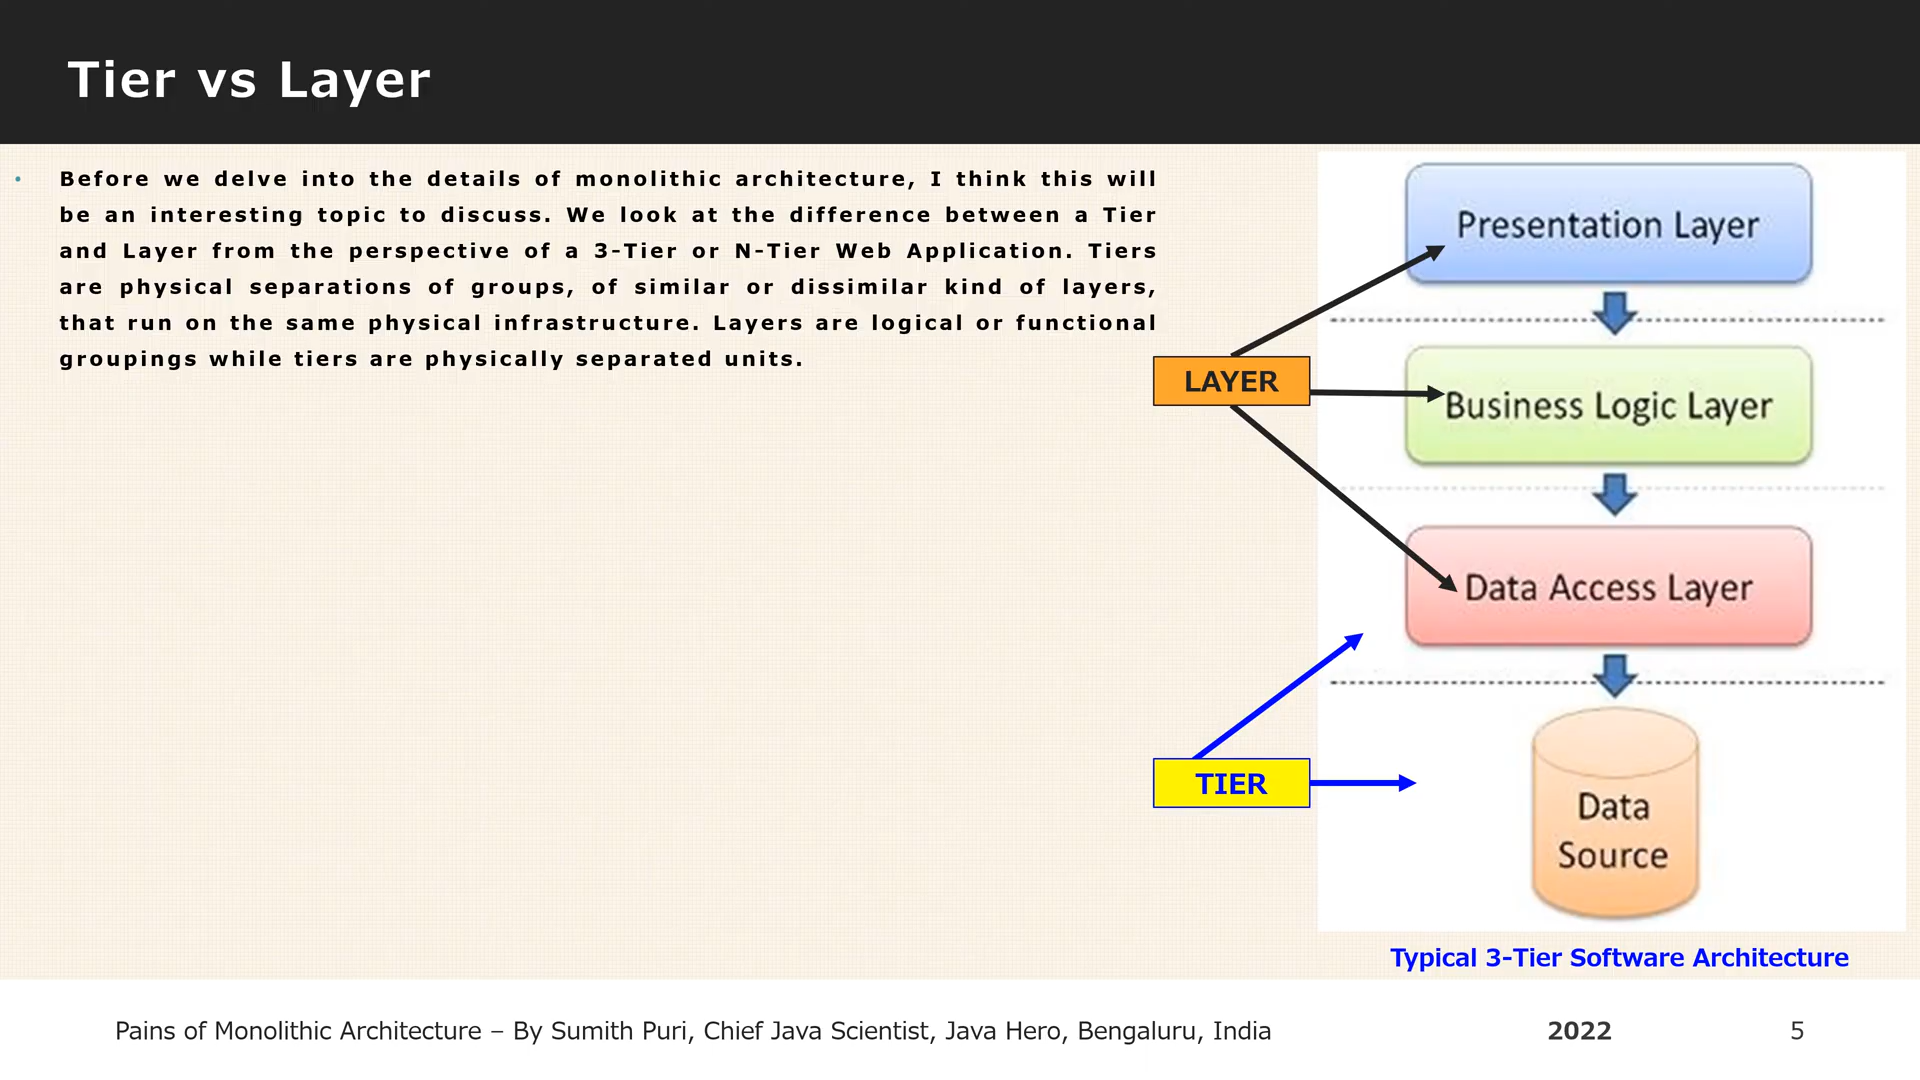 Tier vs Layer
• Before we delve into the details of monolithic architecture, I think this will
be an interesting topic to discuss. We look at the difference between a Tier
and Layer from the perspective of a 3-Tier or N-Tier Web Application. Tiers
are physical separations of groups, of similar or dissimilar kind of layers,
that run on the same physical infrastructure. Layers are logical or functional
groupings while tiers are physically separated units.
Presentation Layer
LAYER
Business Logic Layer
Data Access Layer
TIER
Data
Source
Typical 3-Tier Software Architecture
Pains of Monolithic Architecture – By Sumith Puri, Chief Java Scientist, Java Hero, Bengaluru, India
2022
5